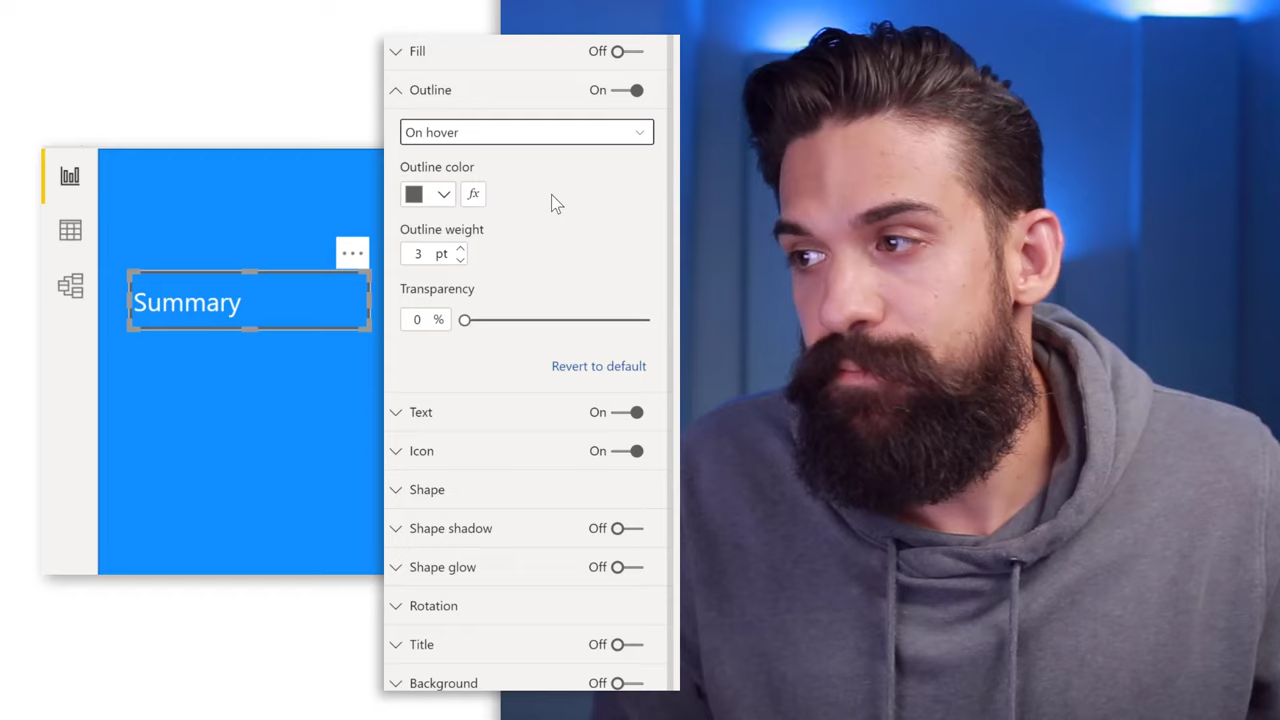 Summary
Fill Off
Outline On
On hover
Outline color
fx
Outline weight
3 pt
Transparency
0 %
Revert to default
Text On
Icon On
Shape
Shape shadow Off
Shape glow Off
Rotation
Title Off
Background Off